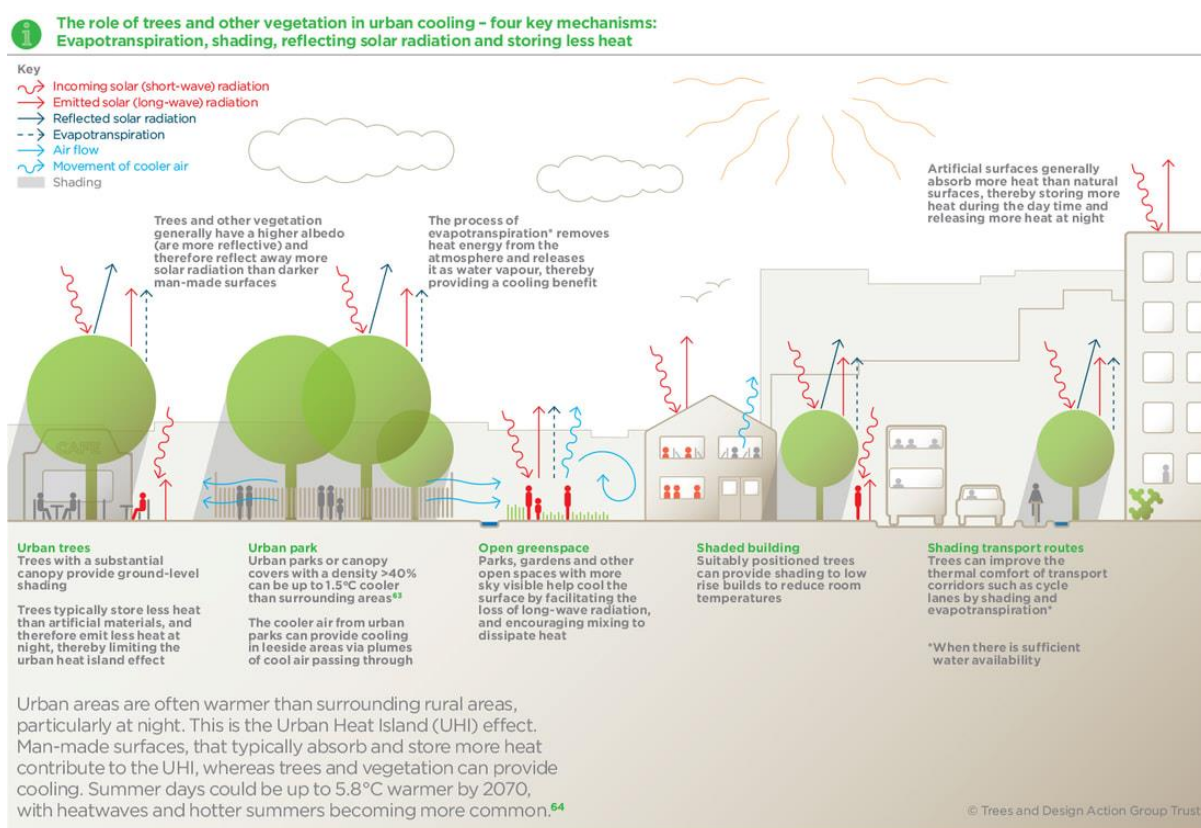 The role of trees and other vegetation in urban cooling – four key mechanisms:
Evapotranspiration, shading, reflecting solar radiation and storing less heat
Key
Incoming solar (short-wave) radiation
Emitted solar (long-wave) radiation
Reflected solar radiation
Evapotranspiration
Air flow
Movement of cooler air
Shading
Trees and other vegetation
generally have a higher albedo
(are more reflective) and
therefore reflect away more
solar radiation than darker
man-made surfaces
The process of
evapotranspiration* removes
heat energy from the
atmosphere and releases
it as water vapour, thereby
providing a cooling benefit
Artificial surfaces generally
absorb more heat than natural
surfaces, thereby storing more
heat during the day time and
releasing more heat at night
CAFE
Urban trees
Trees with a substantial
canopy provide ground-level
shading
Trees typically store less heat
than artificial materials, and
therefore emit less heat at
night, thereby limiting the
urban heat island effect
Urban park
Urban parks or canopy
covers with a density >40%
can be up to 1.5°C cooler
than surrounding areas63
The cooler air from urban
parks can provide cooling
in leeside areas via plumes
of cool air passing through
Open greenspace
Parks, gardens and other
open spaces with more
sky visible help cool the
surface by facilitating the
loss of long-wave radiation,
and encouraging mixing to
dissipate heat
Shaded building
Suitably positioned trees
can provide shading to low
rise builds to reduce room
temperatures
Shading transport routes
Trees can improve the
thermal comfort of transport
corridors such as cycle
lanes by shading and
evapotranspiration*
*When there is sufficient
water availability
Urban areas are often warmer than surrounding rural areas,
particularly at night. This is the Urban Heat Island (UHI) effect.
Man-made surfaces, that typically absorb and store more heat
contribute to the UHI, whereas trees and vegetation can provide
cooling. Summer days could be up to 5.8°C warmer by 2070,
with heatwaves and hotter summers becoming more common.64
© Trees and Design Action Group Trust